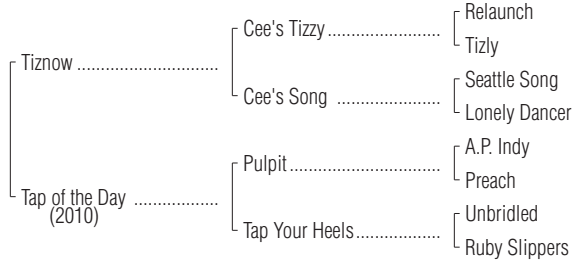 Relaunch
Cee's Tizzy
Tizly
Tiznow
Seattle Song
Cee's Song
Lonely Dancer
A.P. Indy
Pulpit
Preach
Tap of the Day
(2010)
Unbridled
Tap Your Heels
Ruby Slippers